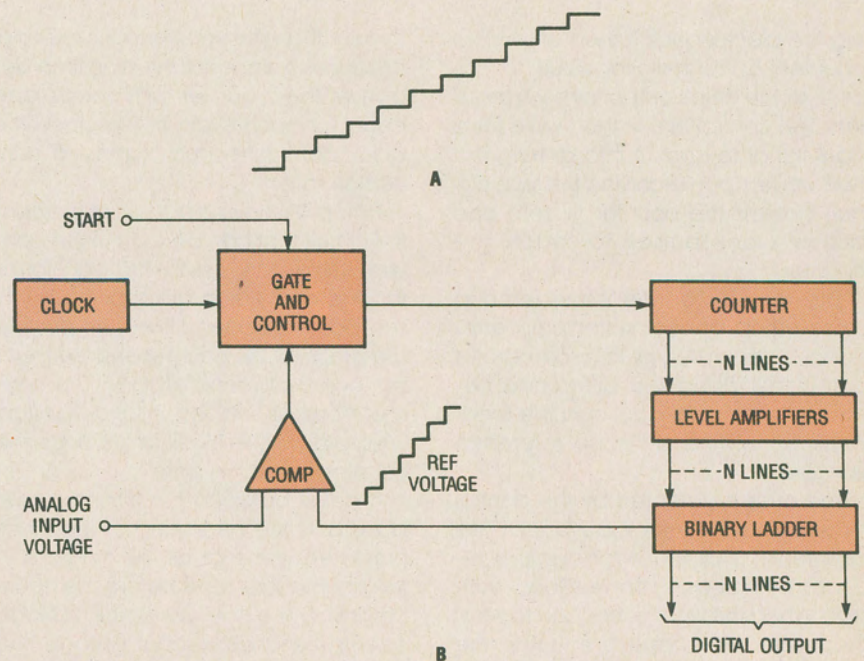 A
START
GATE
AND
CONTROL
CLOCK
COUNTER
N LINES
LEVEL AMPLIFIERS
COMP
REF
VOLTAGE
N LINES
ANALOG
INPUT
VOLTAGE
BINARY LADDER
N LINES
DIGITAL OUTPUT
B